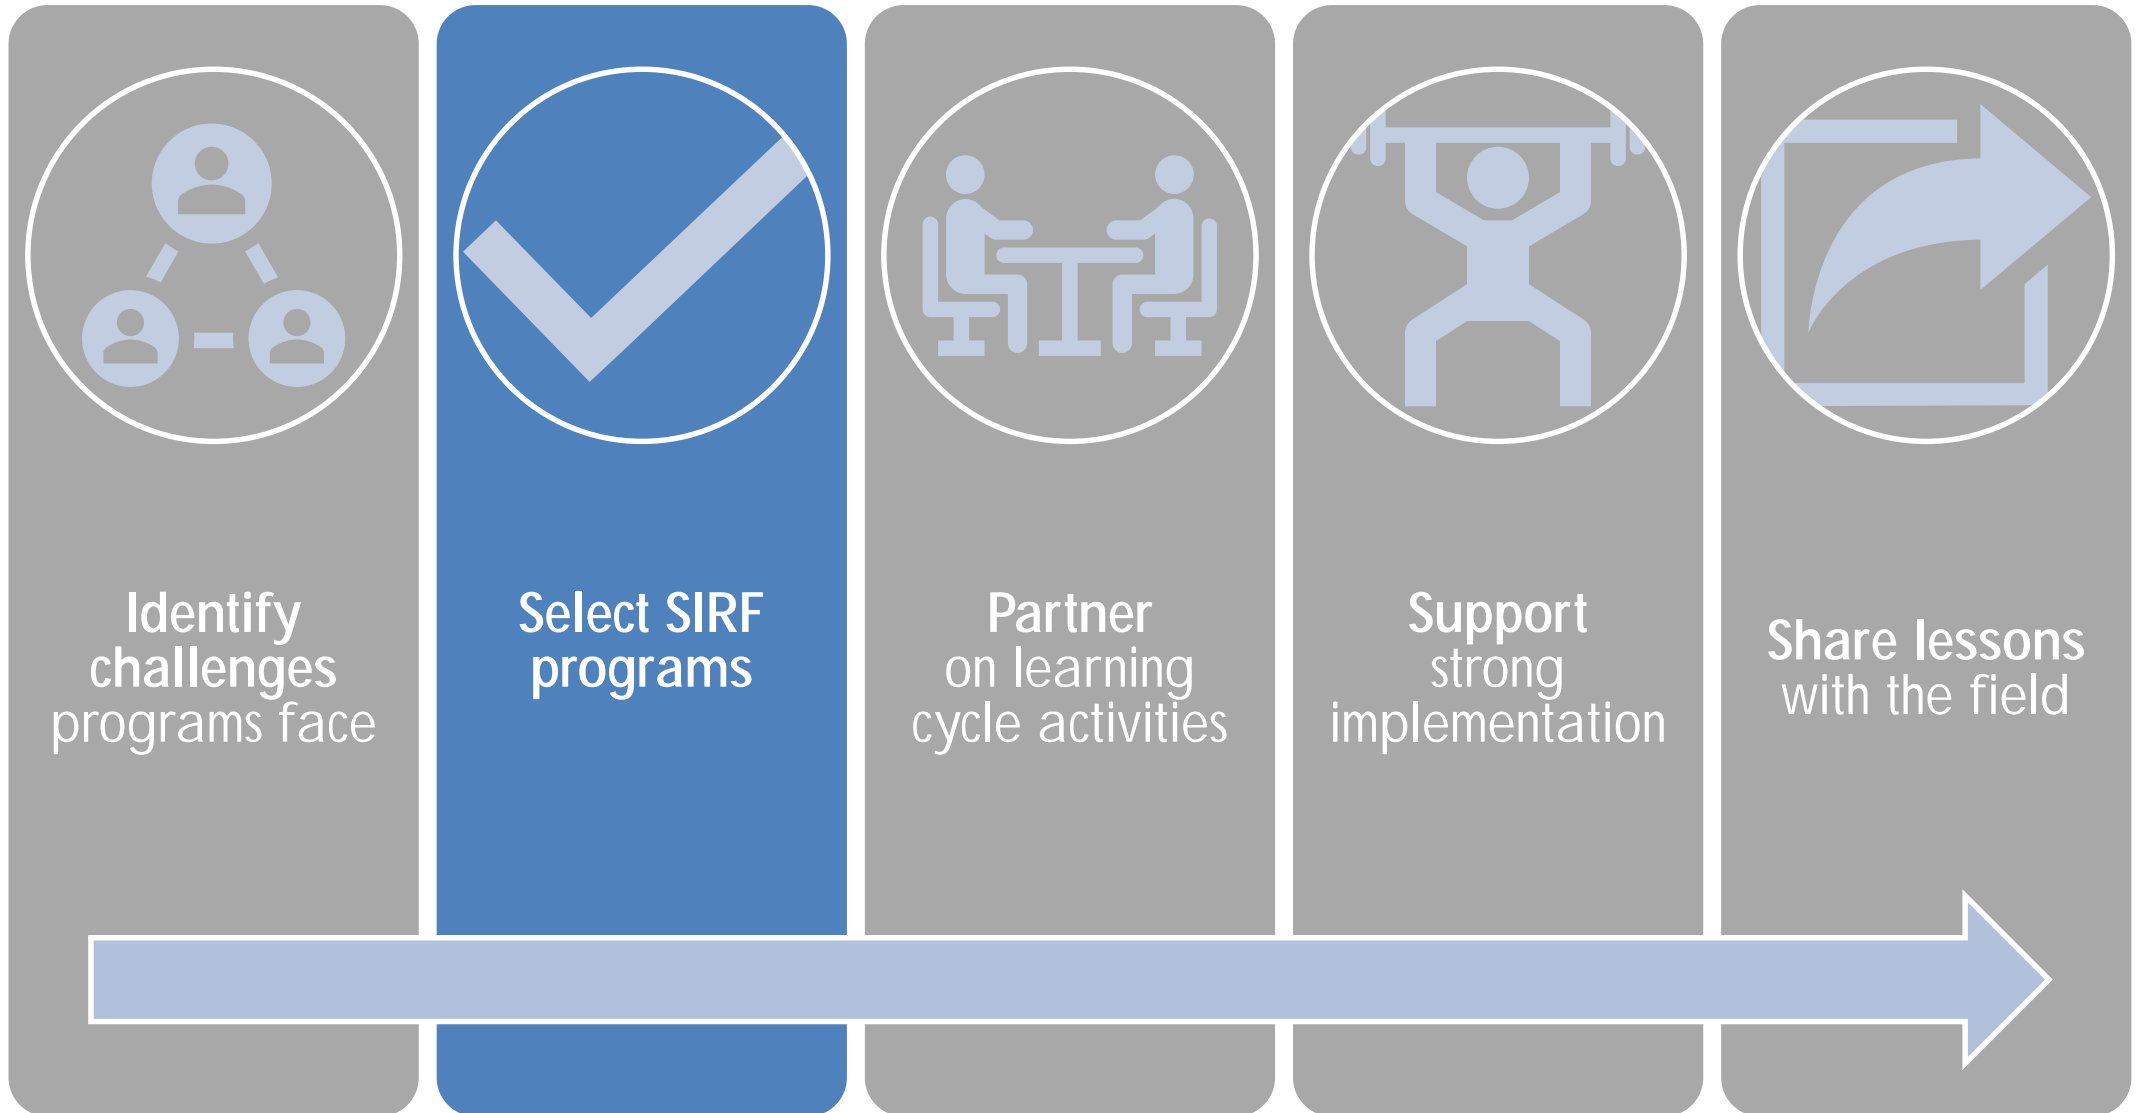 Identify
challenges
programs face
Select SIRF
programs
Partner
on learning
cycle activities
Support
strong
implementation
Share lessons
with the field